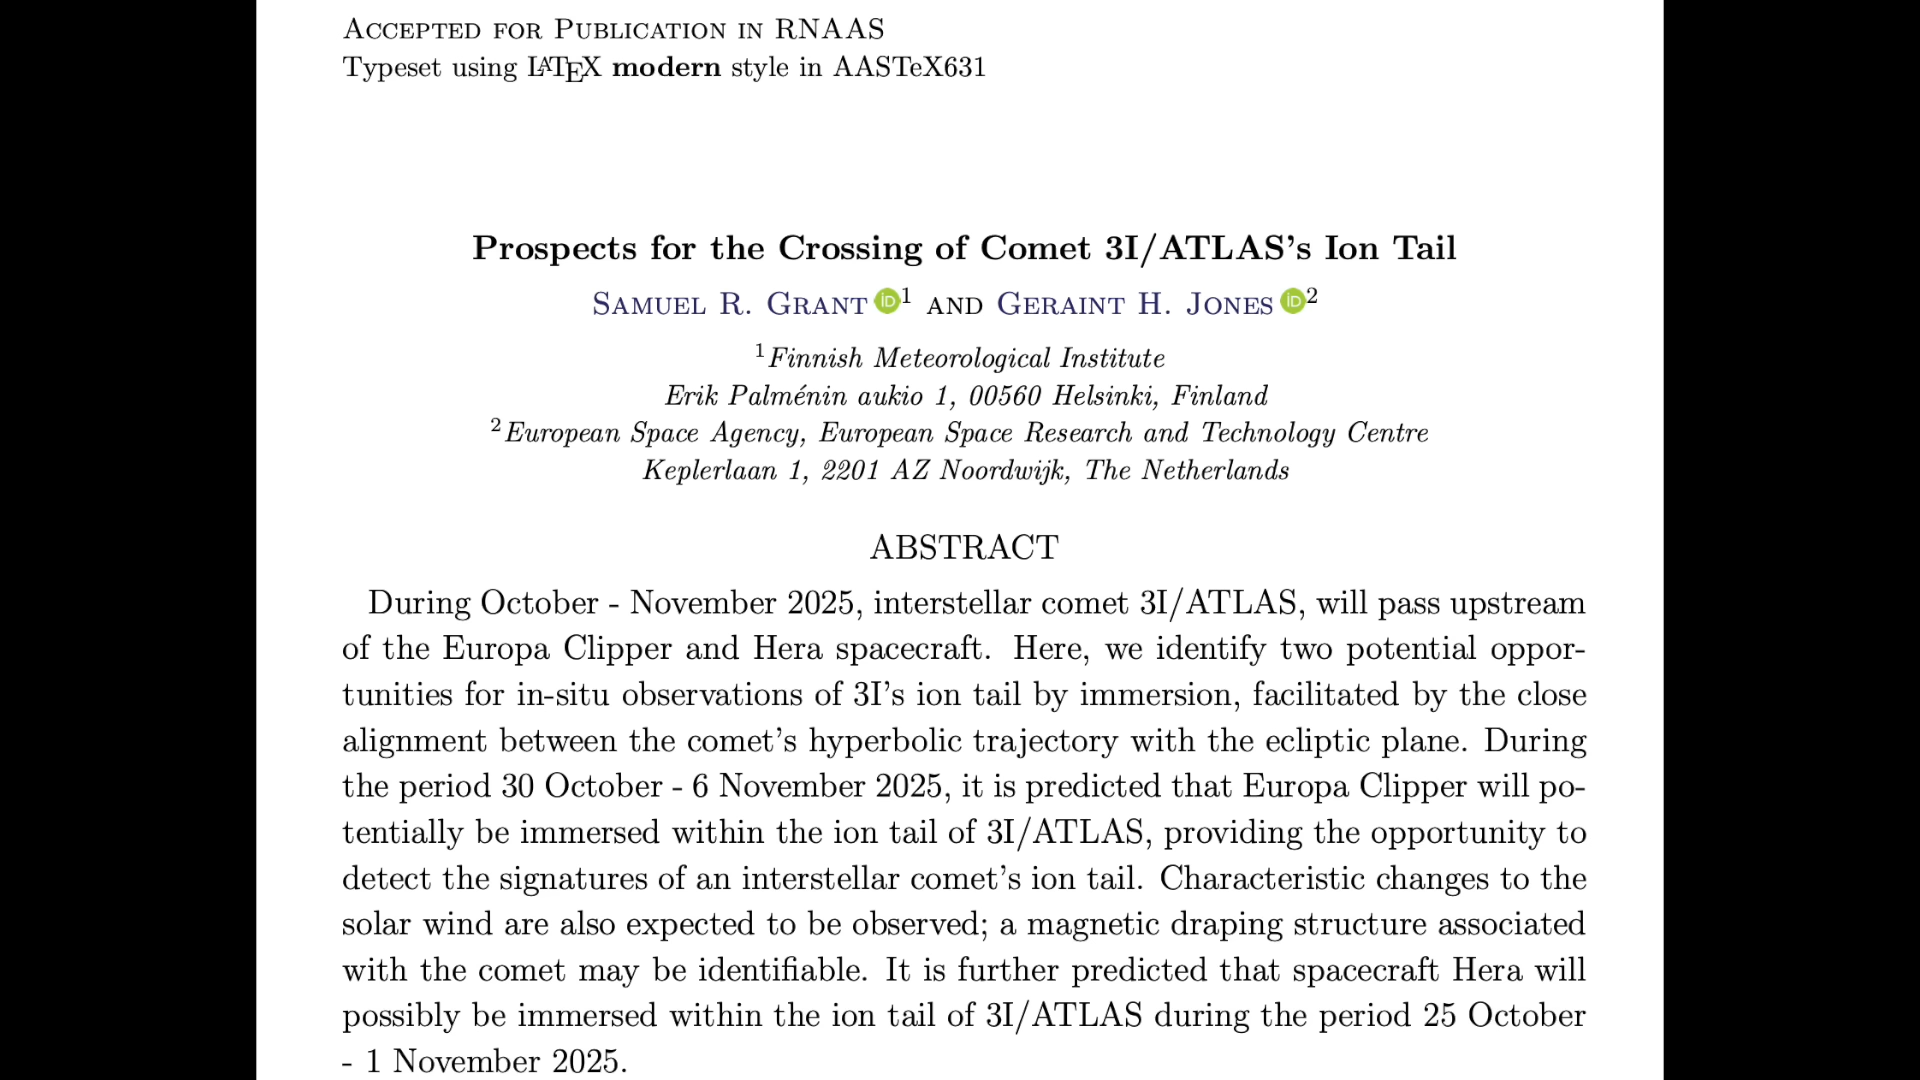 ACCEPTED FOR PUBLICATION IN RNAAS
Typeset using LATEX modern style in AASTeX631
Prospects for the Crossing of Comet 3I/ATLAS's Ion Tail
SAMUEL R. GRANT iD 1 AND GERAINT H. JONES iD 2
1 Finnish Meteorological Institute
Erik Palménin aukio 1, 00560 Helsinki, Finland
2 European Space Agency, European Space Research and Technology Centre
Keplerlaan 1, 2201 AZ Noordwijk, The Netherlands
ABSTRACT
During October - November 2025, interstellar comet 3I/ATLAS, will pass upstream
of the Europa Clipper and Hera spacecraft. Here, we identify two potential oppor-
tunities for in-situ observations of 3I's ion tail by immersion, facilitated by the close
alignment between the comet's hyperbolic trajectory with the ecliptic plane. During
the period 30 October - 6 November 2025, it is predicted that Europa Clipper will po-
tentially be immersed within the ion tail of 3I/ATLAS, providing the opportunity to
detect the signatures of an interstellar comet's ion tail. Characteristic changes to the
solar wind are also expected to be observed; a magnetic draping structure associated
with the comet may be identifiable. It is further predicted that spacecraft Hera will
possibly be immersed within the ion tail of 3I/ATLAS during the period 25 October
- 1 November 2025.